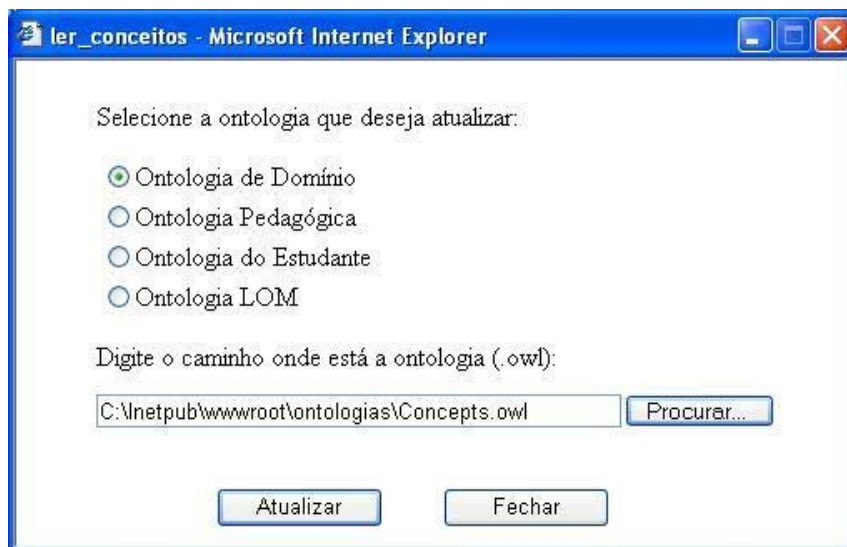 ler_conceitos - Microsoft Internet Explorer
Selecione a ontologia que deseja atualizar:
Ontologia de Domínio
Ontologia Pedagógica
Ontologia do Estudante
Ontologia LOM
Digite o caminho onde está a ontologia (.owl):
C:\Inetpub\wwwroot\ontologias\Concepts.owl Procurar...
Atualizar Fechar